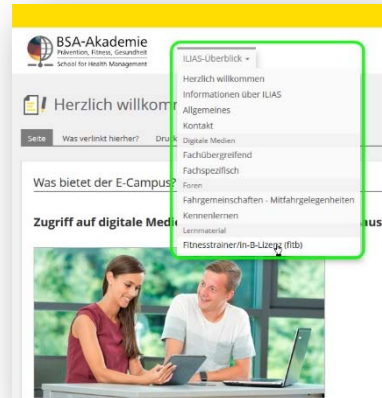 BSA-Akademie
Prävention, Fitness, Gesundheit
School for Health Management
ILIAS-Überblick
Herzlich willkommen
Informationen über ILIAS
Allgemeines
Kontakt
Digitale Medien
Fachübergreifend
Fachspezifisch
Foren
Fahrgemeinschaften - Mitfahrgelegenheiten
Kennenlernen
Lernmaterial
Fitnesstrainer/in-B-Lizenz (fitb)
Herzlich willkom
Seite Was verlinkt hierher? Druck
Was bietet der E-Campus?
Zugriff auf digitale Medie aus